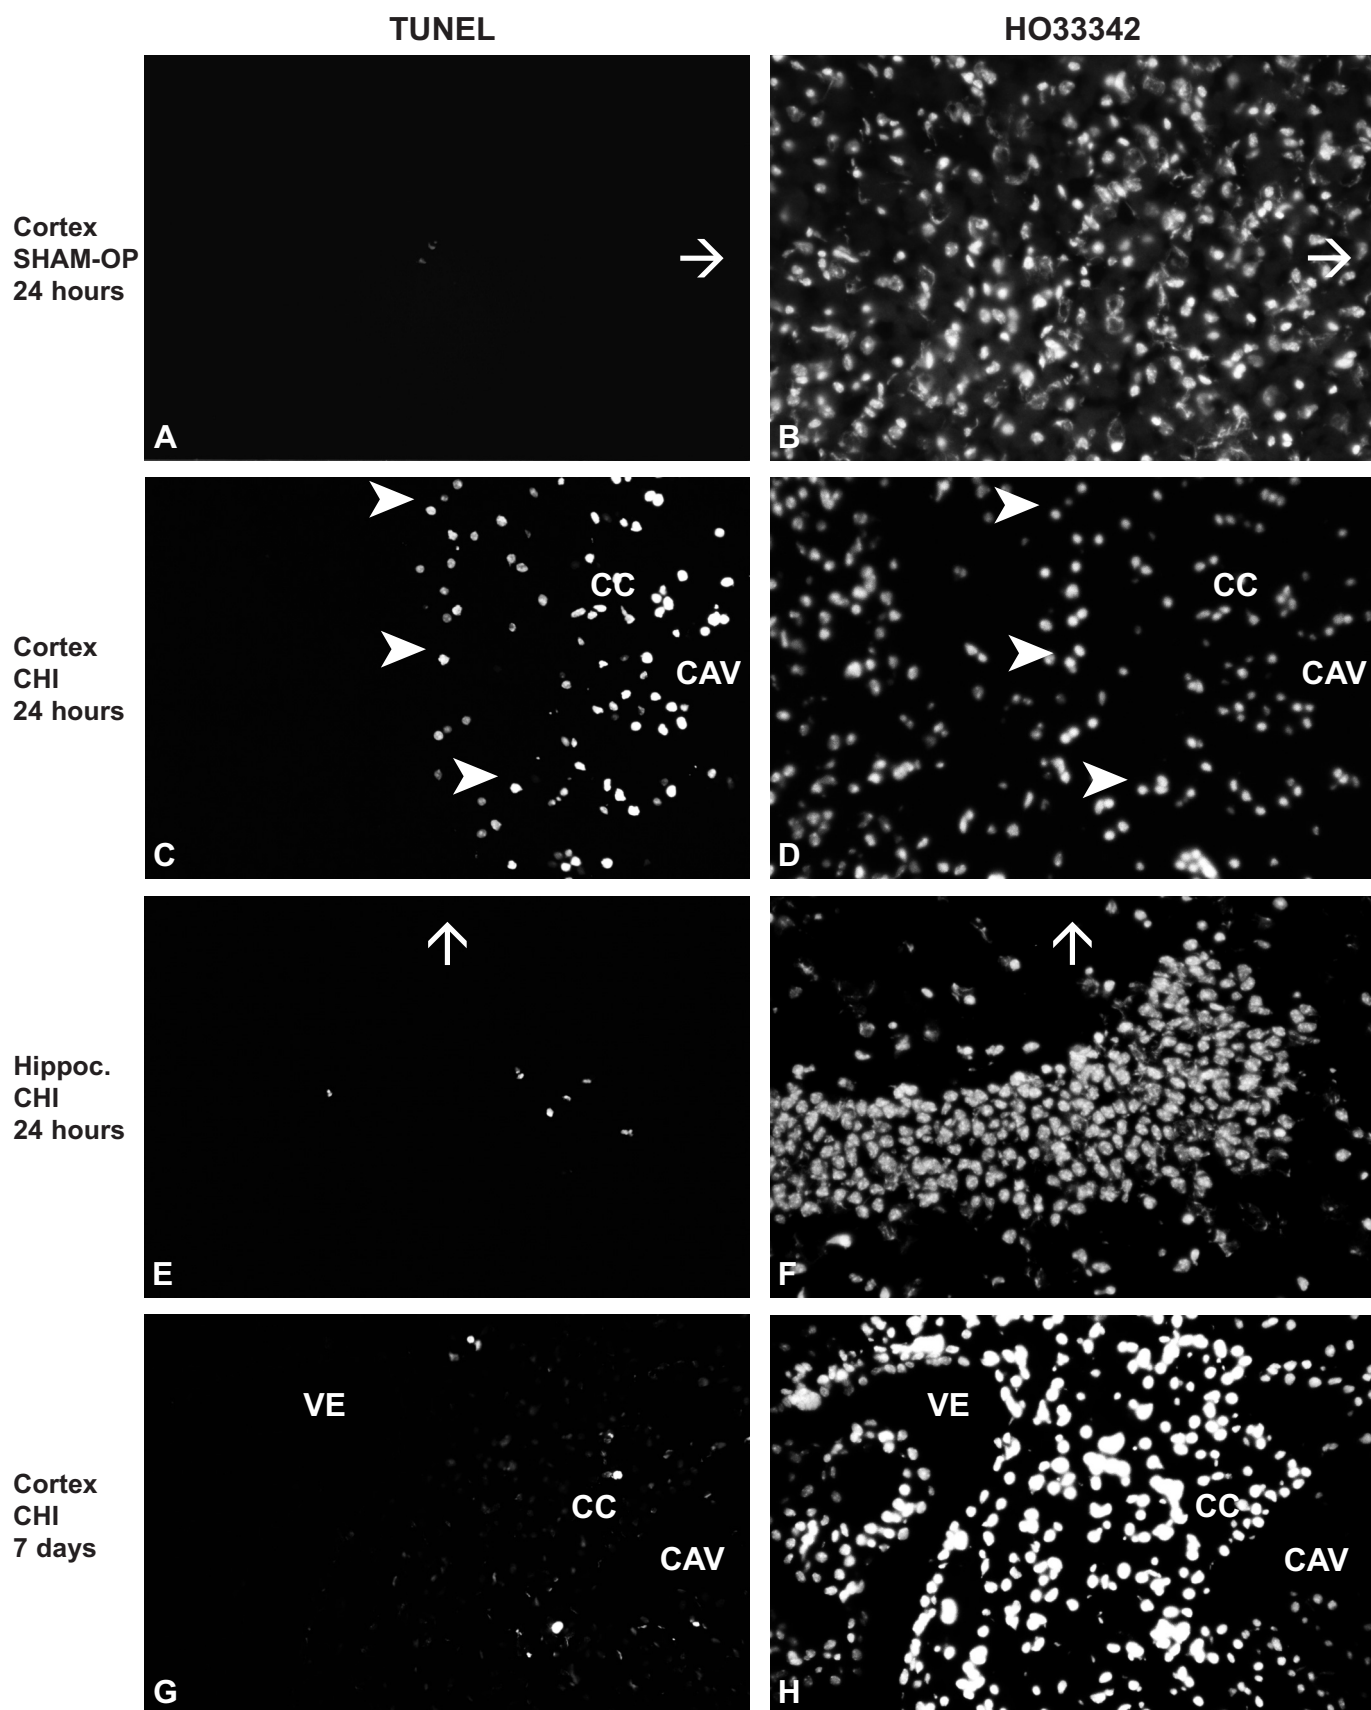 TUNEL
HO33342
Cortex
SHAM-OP
24 hours
A
B
Cortex
CHI
24 hours
CC
CAV
C
CC
CAV
D
Hippoc.
CHI
24 hours
E
F
Cortex
CHI
7 days
VE
CC
CAV
G
VE
CC
CAV
H